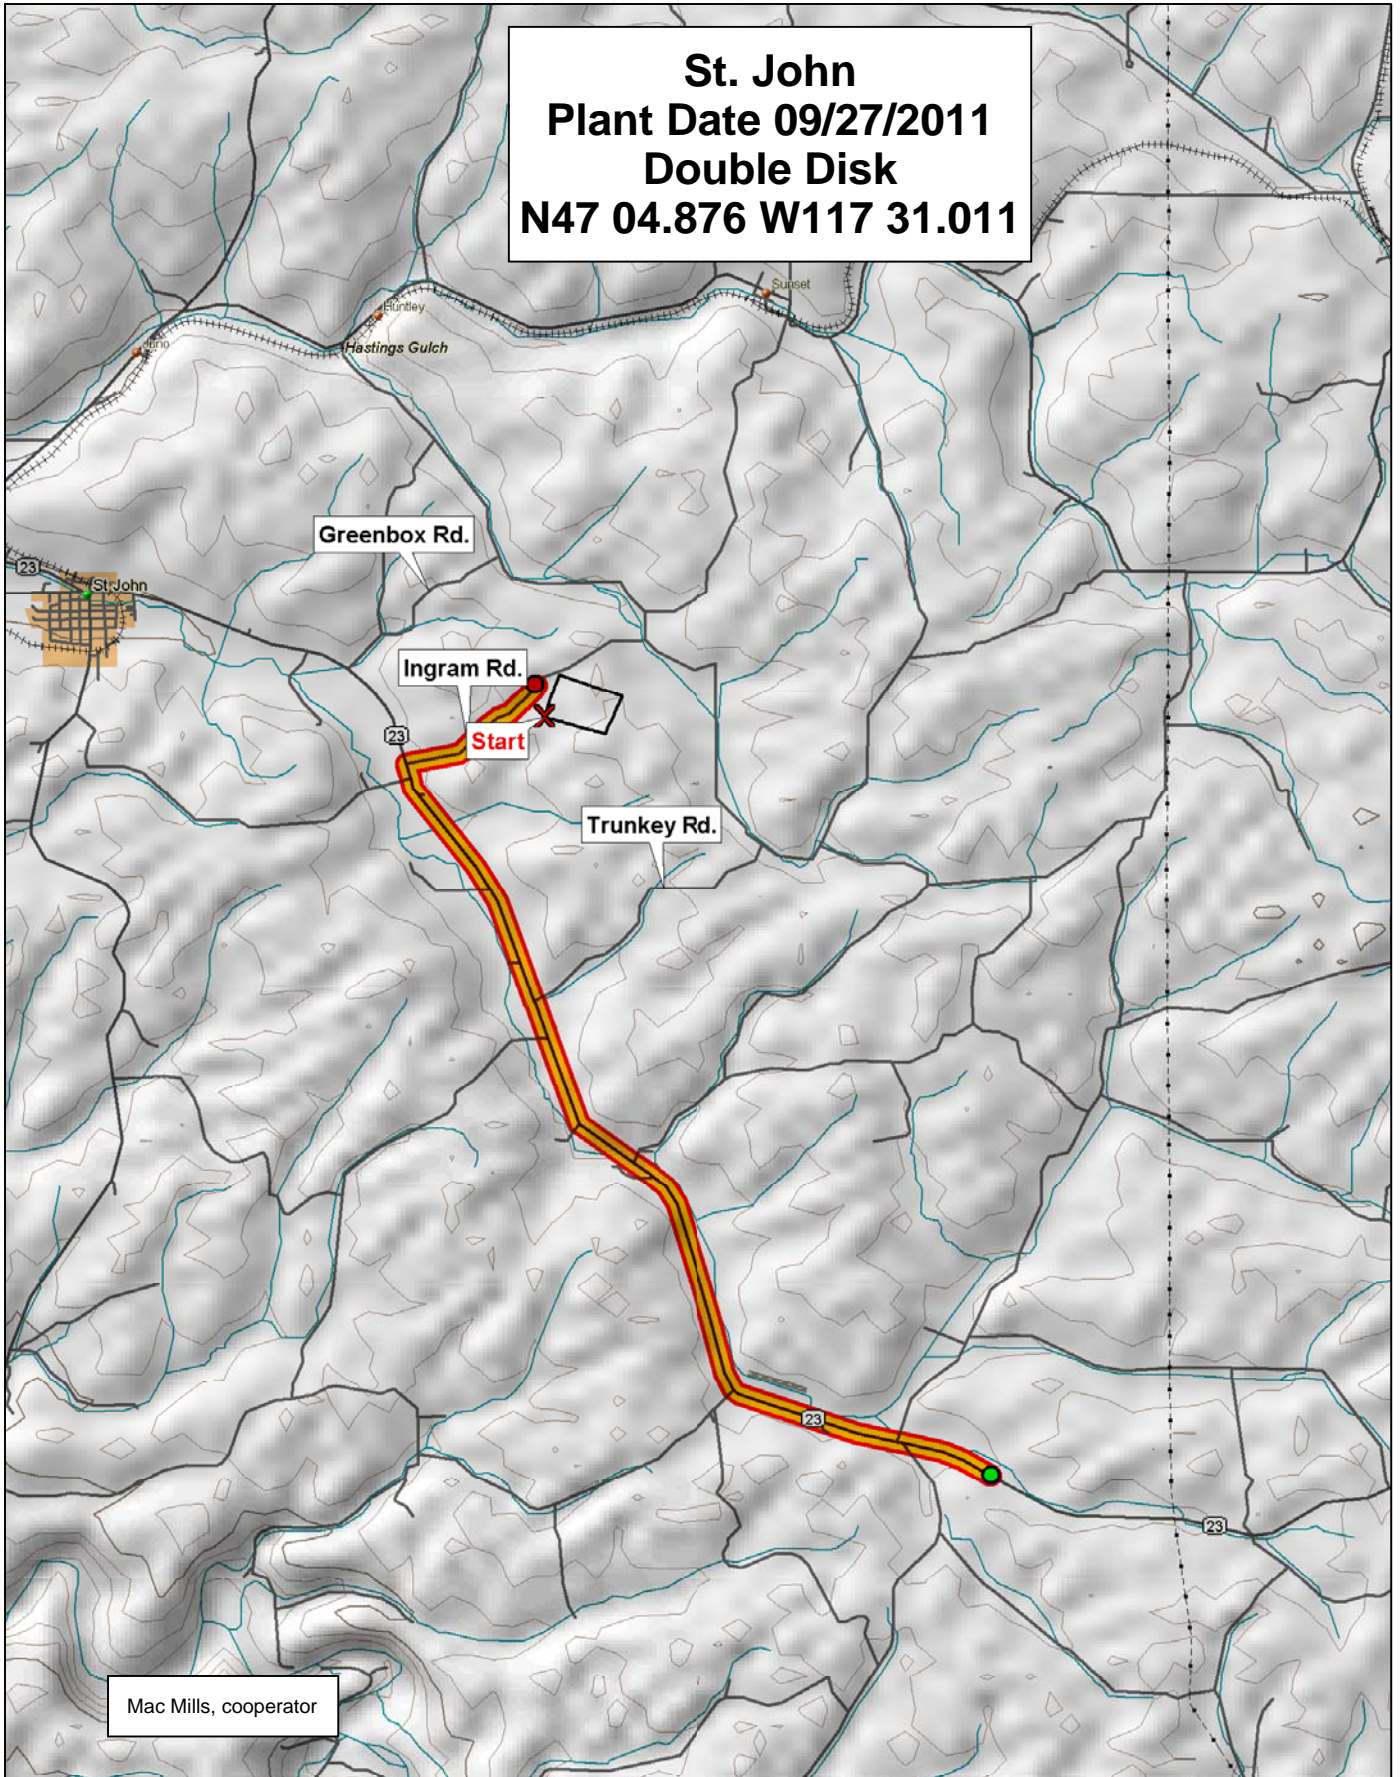 St. John
Plant Date 09/27/2011
Double Disk
N47 04.876 W117 31.011
Sunset
Huntley
Juno
Hastings Gulch
Greenbox Rd.
23
St John
Ingram Rd.
23
Start
Trunkey Rd.
23
23
Mac Mills, cooperator